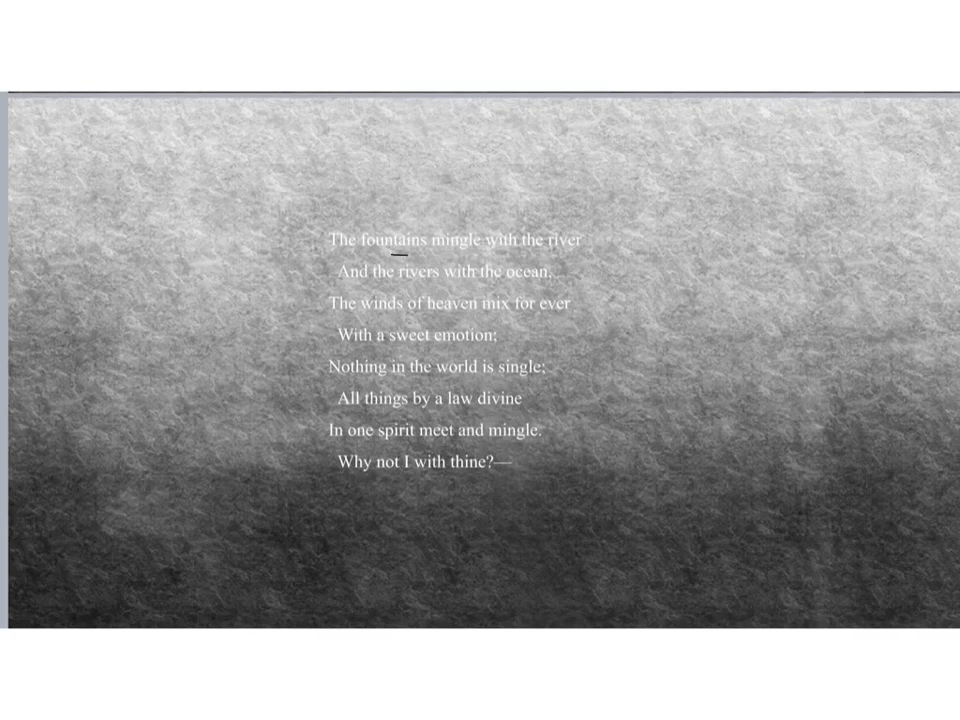 The fountains mingle with the river
And the rivers with the ocean,
The winds of heaven mix for ever
With a sweet emotion;
Nothing in the world is single;
All things by a law divine
In one spirit meet and mingle.
Why not I with thine?—